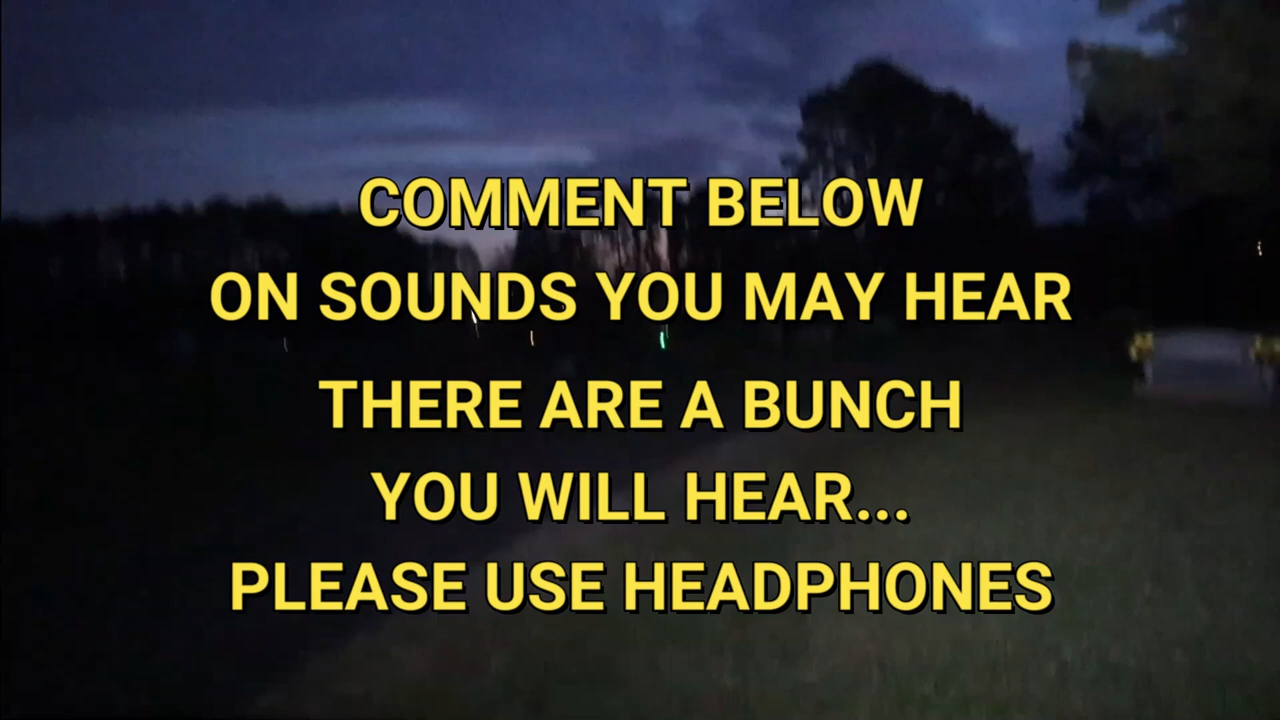 COMMENT BELOW
ON SOUNDS YOU MAY HEAR
THERE ARE A BUNCH
YOU WILL HEAR...
PLEASE USE HEADPHONES